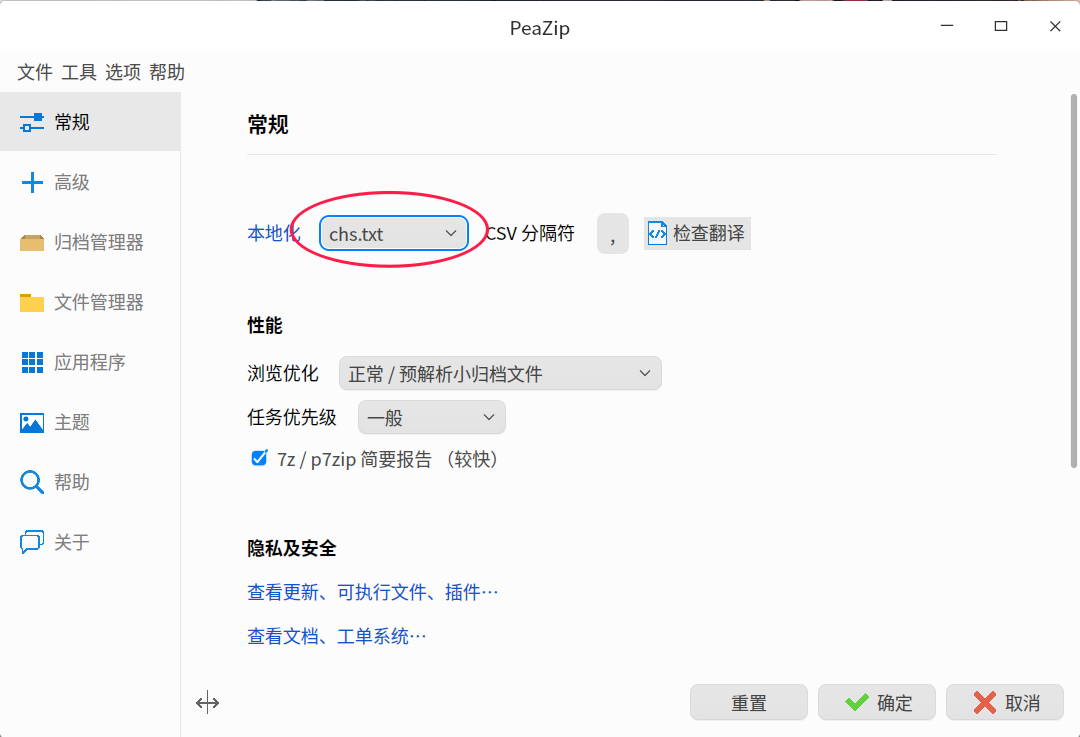 PeaZip
文件 工具 选项 帮助
常规
高级
归档管理器
文件管理器
应用程序
主题
帮助
关于
常规
本地化 chs.txt CSV 分隔符 , 检查翻译
性能
浏览优化 正常 / 预解析小归档文件
任务优先级 一般
7z / p7zip 简要报告 （较快）
隐私及安全
查看更新、可执行文件、插件…
查看文档、工单系统…
重置 确定 取消